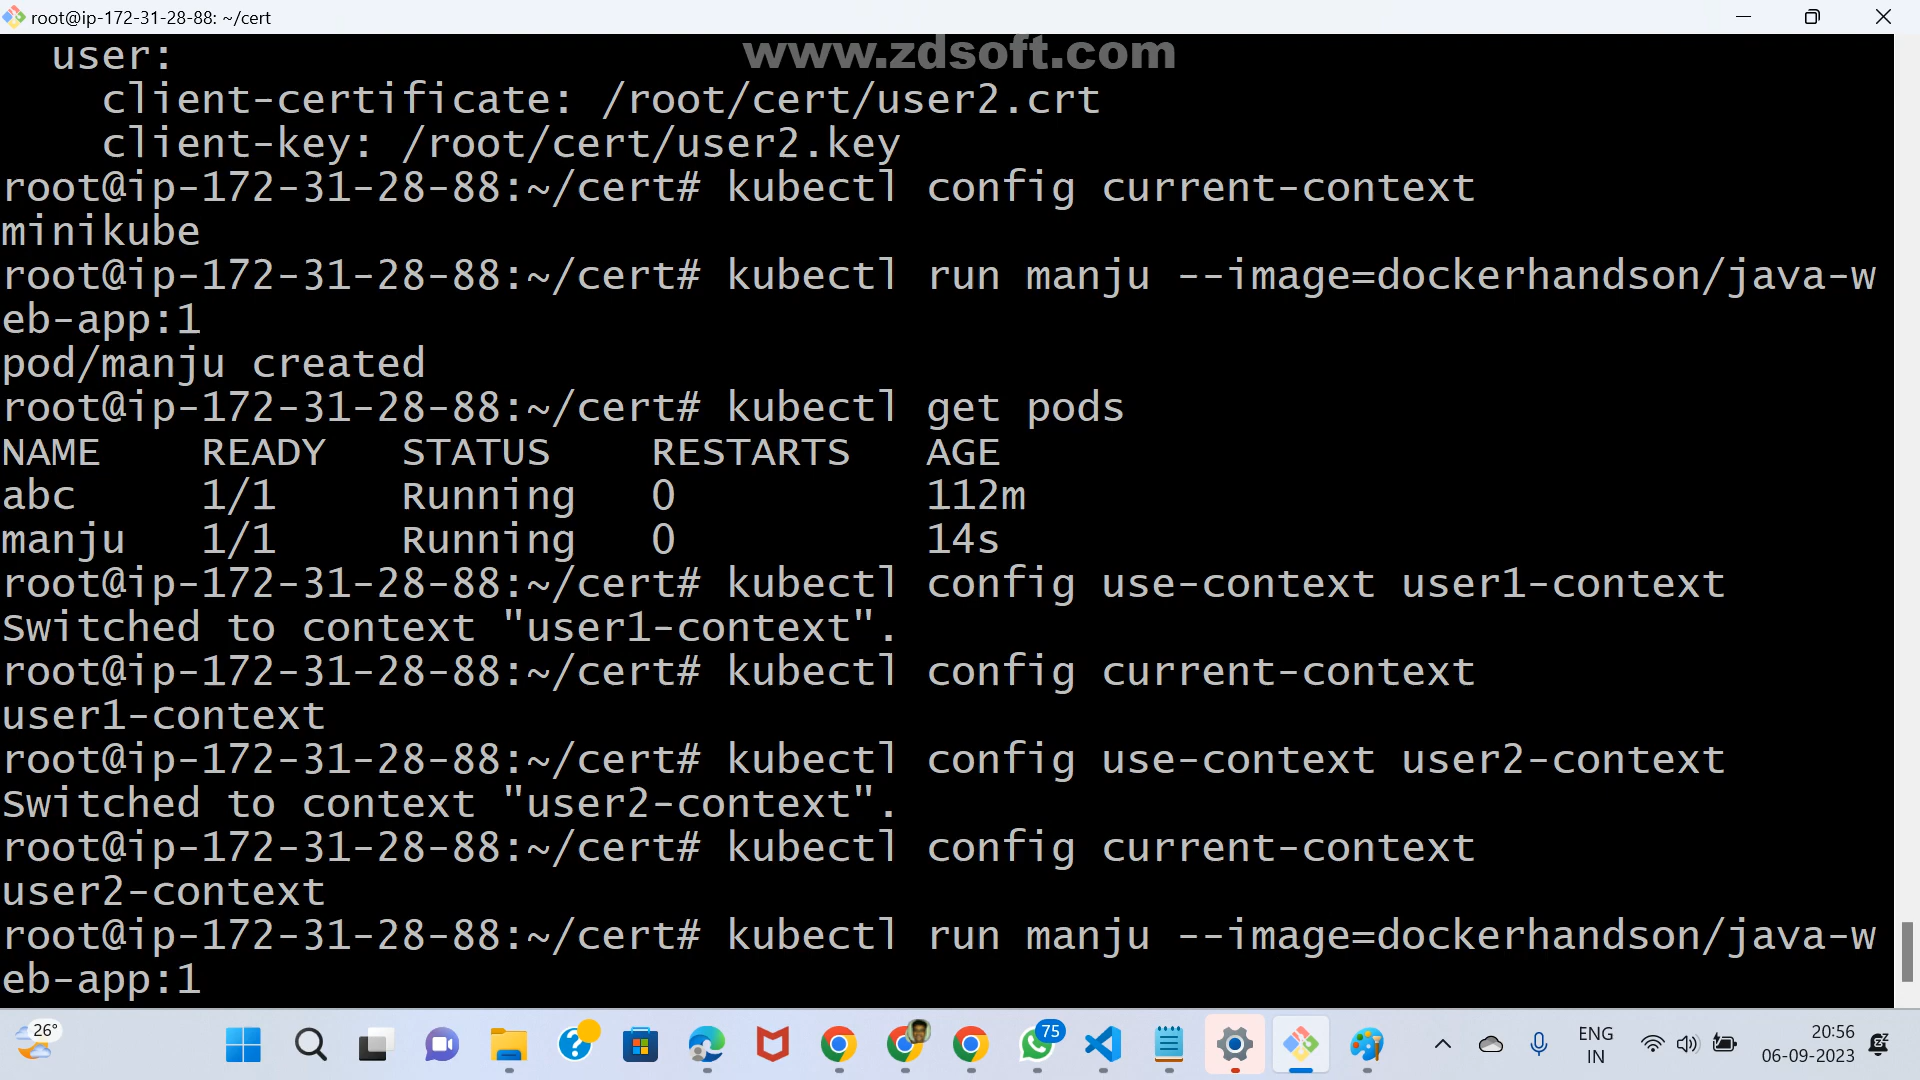 root@ip-172-31-28-88: ~/cert
www.zdsoft.com
user:
client-certificate: /root/cert/user2.crt
client-key: /root/cert/user2.key
root@ip-172-31-28-88:~/cert# kubectl config current-context
minikube
root@ip-172-31-28-88:~/cert# kubectl run manju --image=dockerhandson/java-w
eb-app:1
pod/manju created
root@ip-172-31-28-88:~/cert# kubectl get pods
NAME READY STATUS RESTARTS AGE
abc 1/1 Running 0 112m
manju 1/1 Running 0 14s
root@ip-172-31-28-88:~/cert# kubectl config use-context user1-context
Switched to context "user1-context".
root@ip-172-31-28-88:~/cert# kubectl config current-context
user1-context
root@ip-172-31-28-88:~/cert# kubectl config use-context user2-context
Switched to context "user2-context".
root@ip-172-31-28-88:~/cert# kubectl config current-context
user2-context
root@ip-172-31-28-88:~/cert# kubectl run manju --image=dockerhandson/java-w
eb-app:1
26°
75
ENG
IN
20:56
06-09-2023